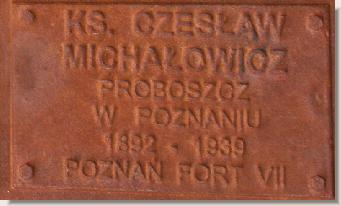 KS. CZESŁAW
MICHAŁOWICZ
PROBOSZCZ
W POZNANIU
1892 - 1939
POZNAŃ FORT VII